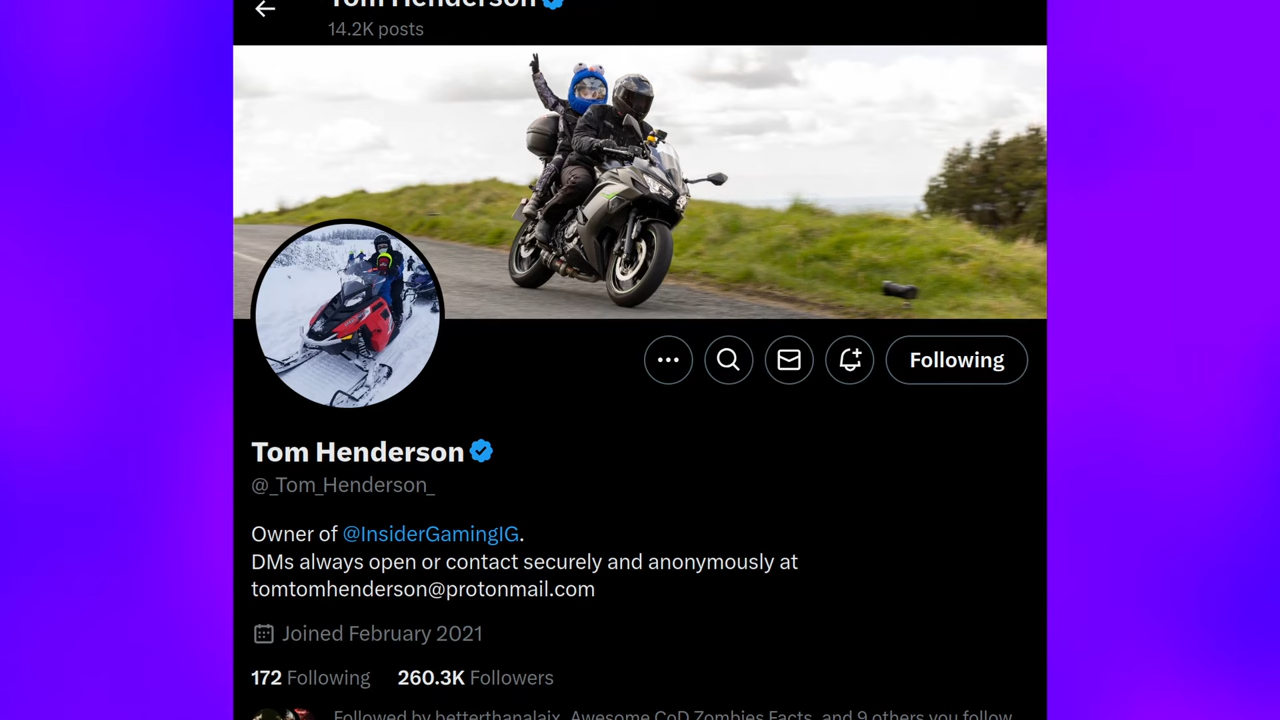 Tom Henderson
14.2K posts
Following
Tom Henderson
@_Tom_Henderson_
Owner of @InsiderGamingIG.
DMs always open or contact securely and anonymously at
tomtomhenderson@protonmail.com
Joined February 2021
172 Following 260.3K Followers
Followed by betterthanalaix, Awesome CoD Zombies Facts, and 9 others you follow